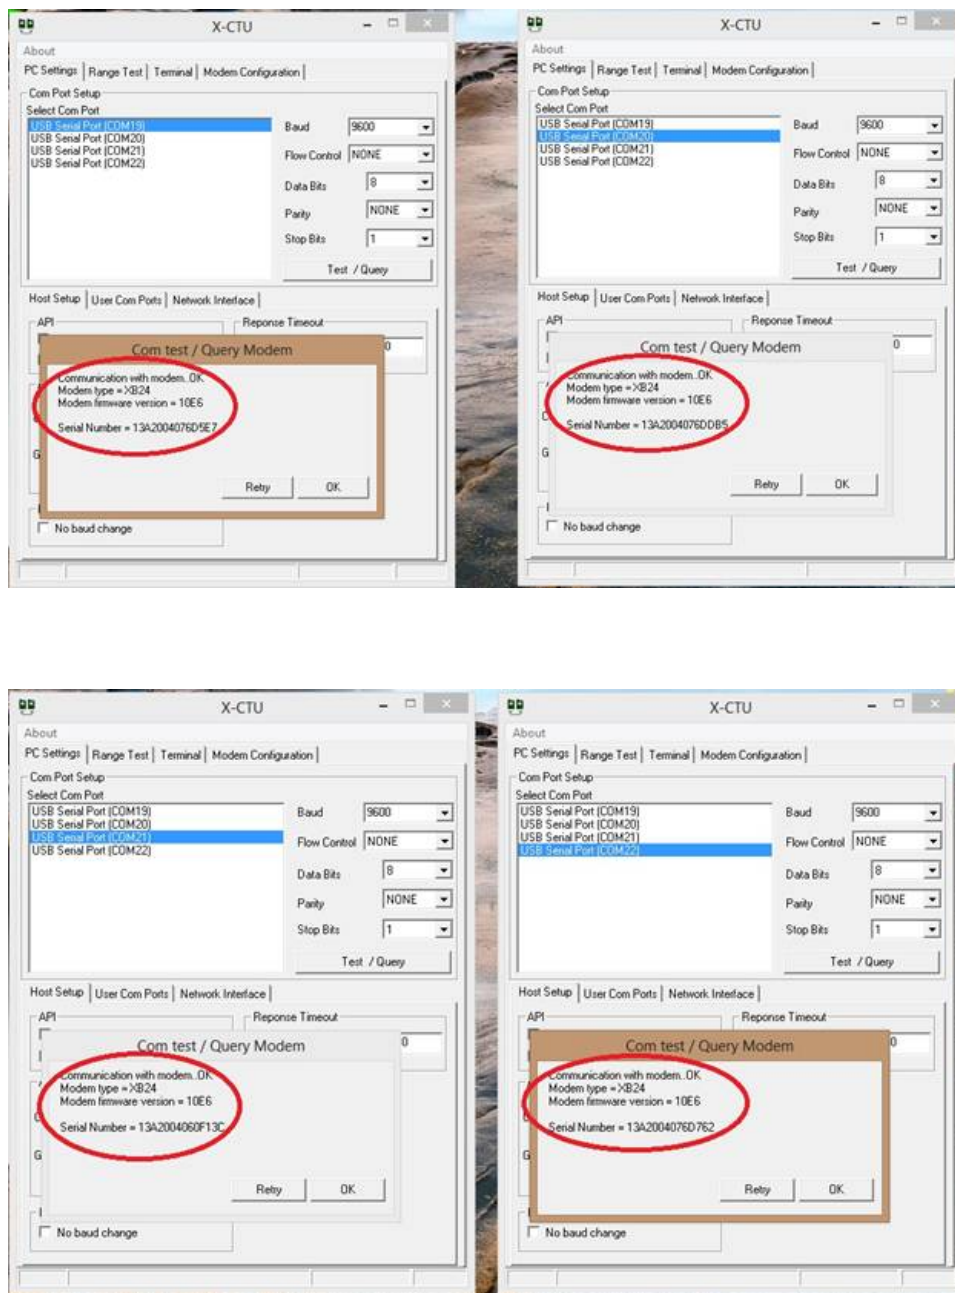 X-CTU
About
PC Settings Range Test Terminal Modem Configuration
Com Port Setup
Select Com Port
USB Serial Port (COM19)
USB Serial Port (COM20)
USB Serial Port (COM21)
USB Serial Port (COM22)
Baud 9600
Flow Control NONE
Data Bits 8
Parity NONE
Stop Bits 1
Test / Query
Host Setup User Com Ports Network Interface
API
Reponse Timeout
0
Com test / Query Modem
Communication with modem..OK
Modem type = XB24
Modem firmware version = 10E6
Serial Number = 13A2004076D5E7
Retry OK
No baud change
X-CTU
About
PC Settings Range Test Terminal Modem Configuration
Com Port Setup
Select Com Port
USB Serial Port (COM19)
USB Serial Port (COM20)
USB Serial Port (COM21)
USB Serial Port (COM22)
Baud 9600
Flow Control NONE
Data Bits 8
Parity NONE
Stop Bits 1
Test / Query
Host Setup User Com Ports Network Interface
API
Reponse Timeout
0
Com test / Query Modem
Communication with modem..OK
Modem type = XB24
Modem firmware version = 10E6
Serial Number = 13A2004076DDB5
Retry OK
No baud change
X-CTU
About
PC Settings Range Test Terminal Modem Configuration
Com Port Setup
Select Com Port
USB Serial Port (COM19)
USB Serial Port (COM20)
USB Serial Port (COM21)
USB Serial Port (COM22)
Baud 9600
Flow Control NONE
Data Bits 8
Parity NONE
Stop Bits 1
Test / Query
Host Setup User Com Ports Network Interface
API
Reponse Timeout
0
Com test / Query Modem
Communication with modem..OK
Modem type = XB24
Modem firmware version = 10E6
Serial Number = 13A2004060F13C
Retry OK
No baud change
X-CTU
About
PC Settings Range Test Terminal Modem Configuration
Com Port Setup
Select Com Port
USB Serial Port (COM19)
USB Serial Port (COM20)
USB Serial Port (COM21)
USB Serial Port (COM22)
Baud 9600
Flow Control NONE
Data Bits 8
Parity NONE
Stop Bits 1
Test / Query
Host Setup User Com Ports Network Interface
API
Reponse Timeout
0
Com test / Query Modem
Communication with modem..OK
Modem type = XB24
Modem firmware version = 10E6
Serial Number = 13A2004076D762
Retry OK
No baud change